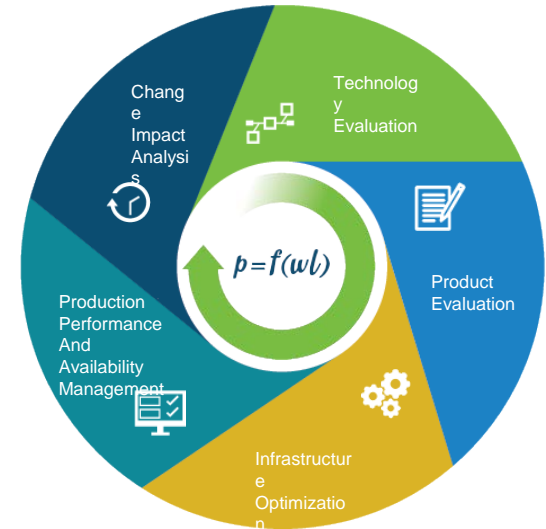 Technolog
y
Evaluation
Product
Evaluation
Infrastructur
e
Optimizatio
n
Production
Performance
And
Availability
Management
Chang
e
Impact
Analysi
s
p=f(wl)